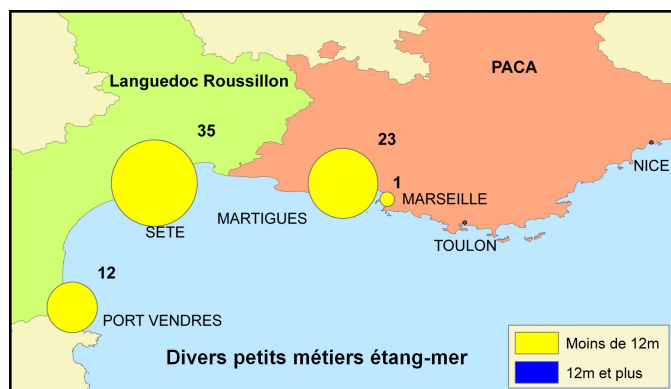 PACA
Languedoc Roussillon
35
23
NICE
1
MARSEILLE
MARTIGUES
SETE
TOULON
12
PORT VENDRES
Divers petits métiers étang-mer
Moins de 12m
12m et plus